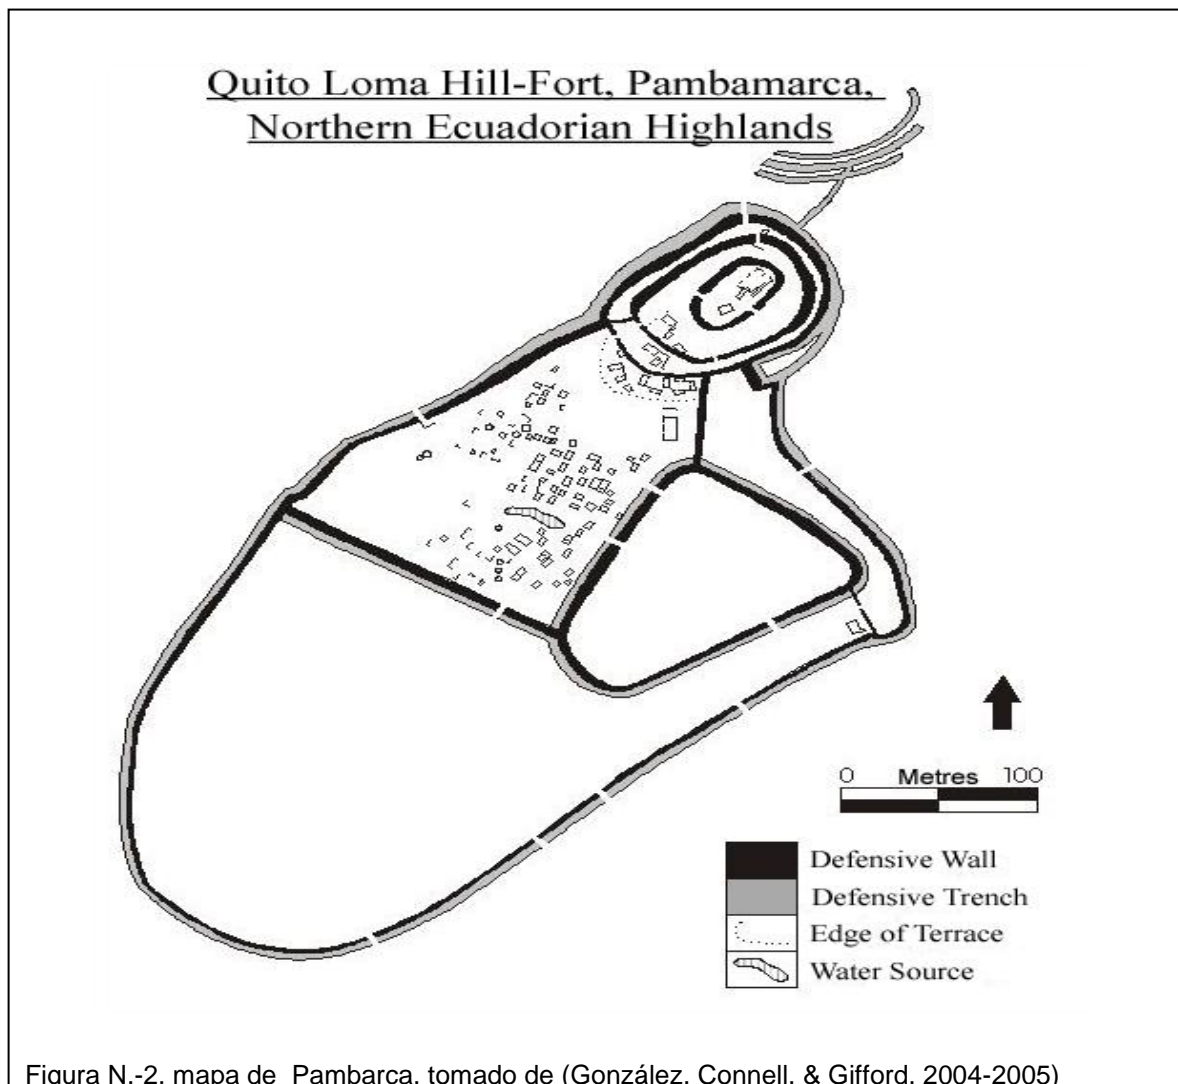 Quito Loma Hill-Fort, Pambamarca,
Northern Ecuadorian Highlands
0 Metres 100
Defensive Wall
Defensive Trench
Edge of Terrace
Water Source
Figura N.-2, mapa de Pambarca, tomado de (González, Connell, & Gifford, 2004-2005)